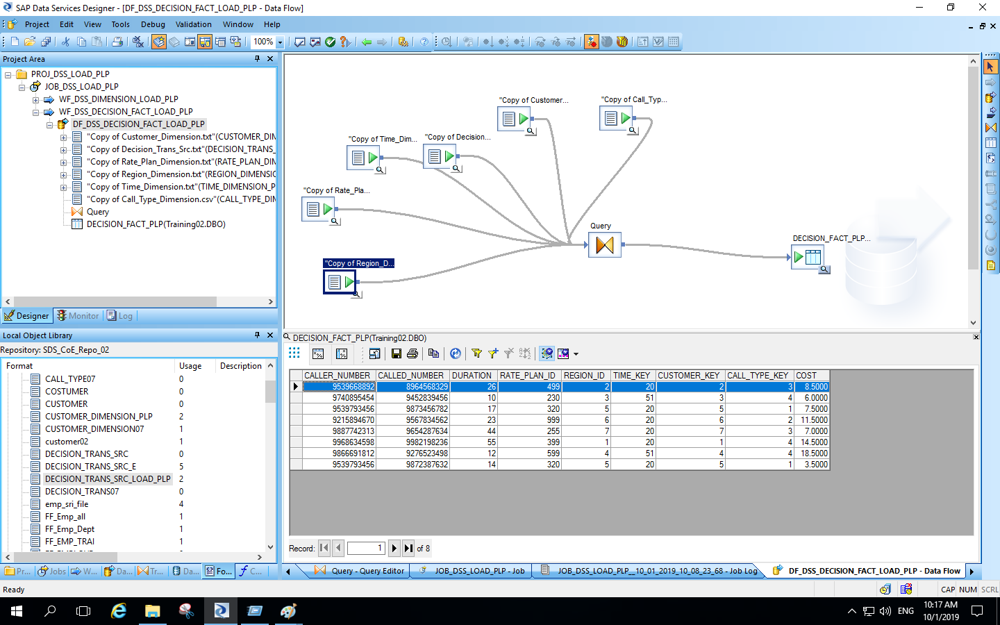 SAP Data Services Designer - [DF_DSS_DECISION_FACT_LOAD_PLP - Data Flow]
Project Edit View Tools Debug Validation Window Help
100%
Project Area
PROJ_DSS_LOAD_PLP
JOB_DSS_LOAD_PLP
WF_DSS_DIMENSION_LOAD_PLP
WF_DSS_DECISION_FACT_LOAD_PLP
DF_DSS_DECISION_FACT_LOAD_PLP
"Copy of Customer_Dimension.txt"(CUSTOMER_DIM
"Copy of Decision_Trans_Src.txt"(DECISION_TRANS_
"Copy of Rate_Plan_Dimension.txt"(RATE_PLAN_DIM
"Copy of Region_Dimension.txt"(REGION_DIMENSIO
"Copy of Time_Dimension.txt"(TIME_DIMENSION_P
"Copy of Call_Type_Dimension.csv"(CALL_TYPE_DIM
Query
DECISION_FACT_PLP(Training02.DBO)
Designer Monitor Log
Local Object Library
Repository: SDS_CoE_Repo_02
Format Usage Description
CALL_TYPE07 0
COSTUMER 0
CUSTOMER 0
CUSTOMER_DIMENSION_PLP 2
CUSTOMER_DIMENSION07 1
customer02 1
DECISION_TRANS_SRC 0
DECISION_TRANS_SRC_E 5
DECISION_TRANS_SRC_LOAD_PLP 2
DECISION_TRANS07 0
emp_sri_file 4
FF_Emp_all 1
FF_Emp_Dept 1
FF_EMP_TRAI 1
Pr... Jobs W... Da... Tr... Da... Fo... C...
"Copy of Customer...
"Copy of Call_Typ...
"Copy of Time_Dim...
"Copy of Decision...
"Copy of Rate_Pla...
Query
DECISION_FACT_PLP...
"Copy of Region_D...
DECISION_FACT_PLP(Training02.DBO)
CALLER_NUMBER CALLED_NUMBER DURATION RATE_PLAN_ID REGION_ID TIME_KEY CUSTOMER_KEY CALL_TYPE_KEY COST
9539668892 8964568329 26 499 2 20 2 3 8.5000
9740895454 9452839456 10 230 3 51 3 4 6.0000
9539793456 9873456782 17 320 5 20 5 1 7.5000
9215894670 9567834562 23 999 6 20 6 2 11.5000
9887742313 9654287634 44 255 7 20 7 3 7.0000
9968634598 9982198236 55 399 1 20 1 4 14.5000
9866691812 9276523498 12 599 4 51 4 4 18.5000
9539793456 9872387632 14 320 5 20 5 1 3.5000
Record: 1 of 8
Query - Query Editor JOB_DSS_LOAD_PLP - Job JOB_DSS_LOAD_PLP__10_01_2019_10_08_23_68 - Job Log DF_DSS_DECISION_FACT_LOAD_PLP - Data Flow
Ready CAP NUM SCRL
ENG
10:17 AM
10/1/2019